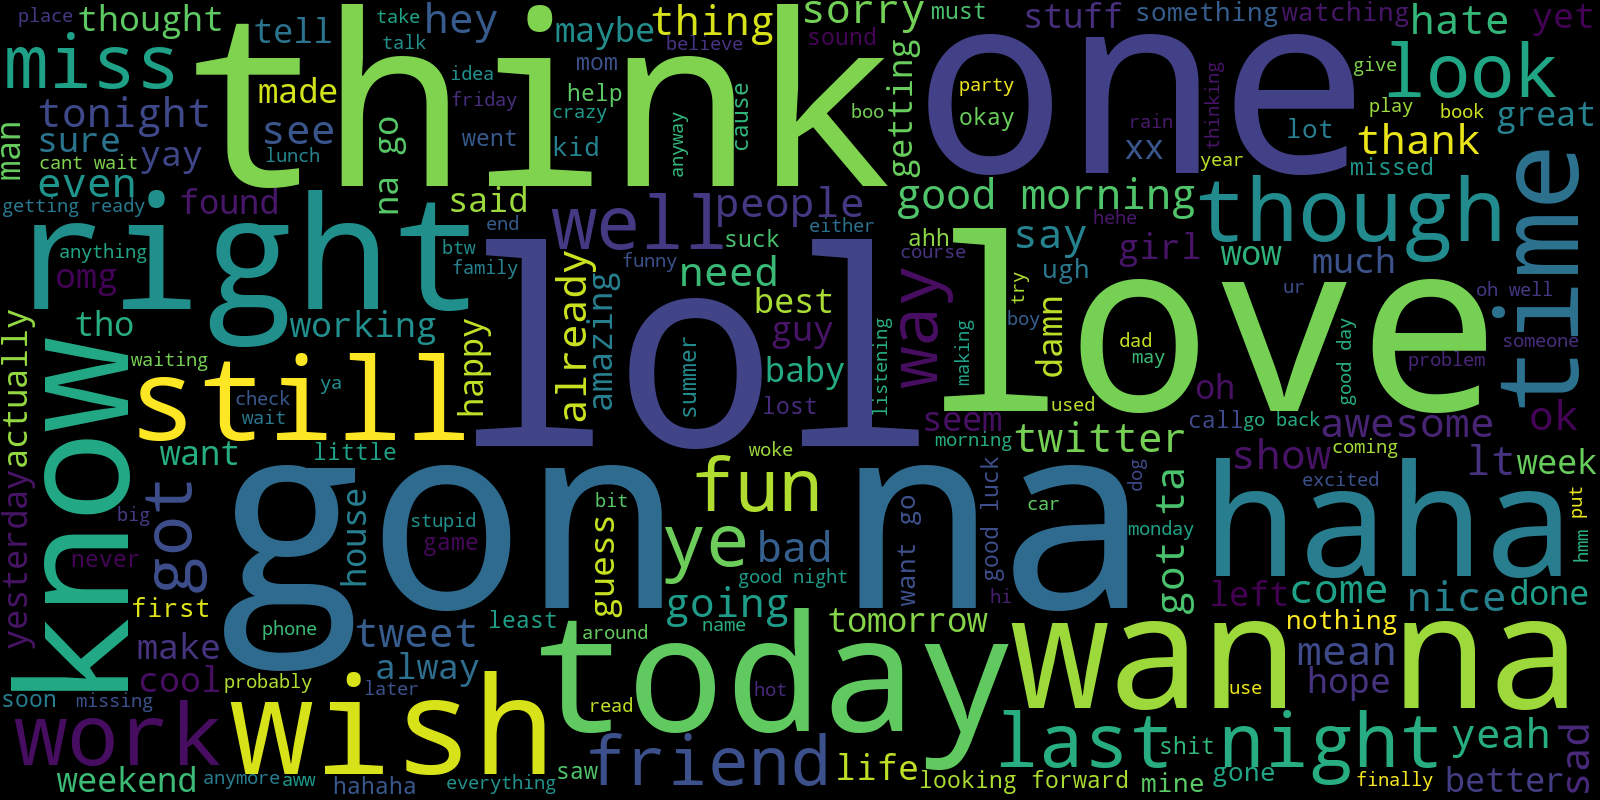 place
thought
tell
take
hey
talk
maybe
thing
believe
sorry
sound
must
stuff
something
watching
hate
yet
miss
think
one
look
give
made
idea
mom
friday
help
crazy
boo
getting
party
okay
thinking
play
book
great
tonight
man
sure
yay
see
lunch
na go
went
kid
anyway
cause
rain
xx
lot
year
thank
missed
cant wait
even
getting ready
found
said
well
people
end
either
good morning
hehe
though
time
right
anything
omg
btw
family
suck
funny
need
ahh
course
say
girl
wow
much
ugh
try
ur
oh well
tho
working
already
amazing
best
guy
way
love
boy
damn
dad
may
good day
someone
problem
actually
know
waiting
still
ya
check
wait
happy
lol
summer
baby
lost
listening
making
seem
used
oh
call
go back
awesome
ok
want
little
woke
morning
twitter
show
coming
lt
week
yesterday
big
got
never
house
stupid
game
gon na
bit
guess
fun
ye
bad
good night
want go
good luck
hi
car
dog
monday
got ta
haha
excited
put
hmm
first
make
cool
phone
tweet
alway
least
going
around
name
today
tomorrow
left
come
nice
done
nothing
wan na
mean
hope
use
soon
missing
probably
later
work
wish
read
hot
friend
last night
shit
yeah
sad
weekend
anymore
aww
hahaha
everything
saw
life
looking forward
mine
gone
finally
better